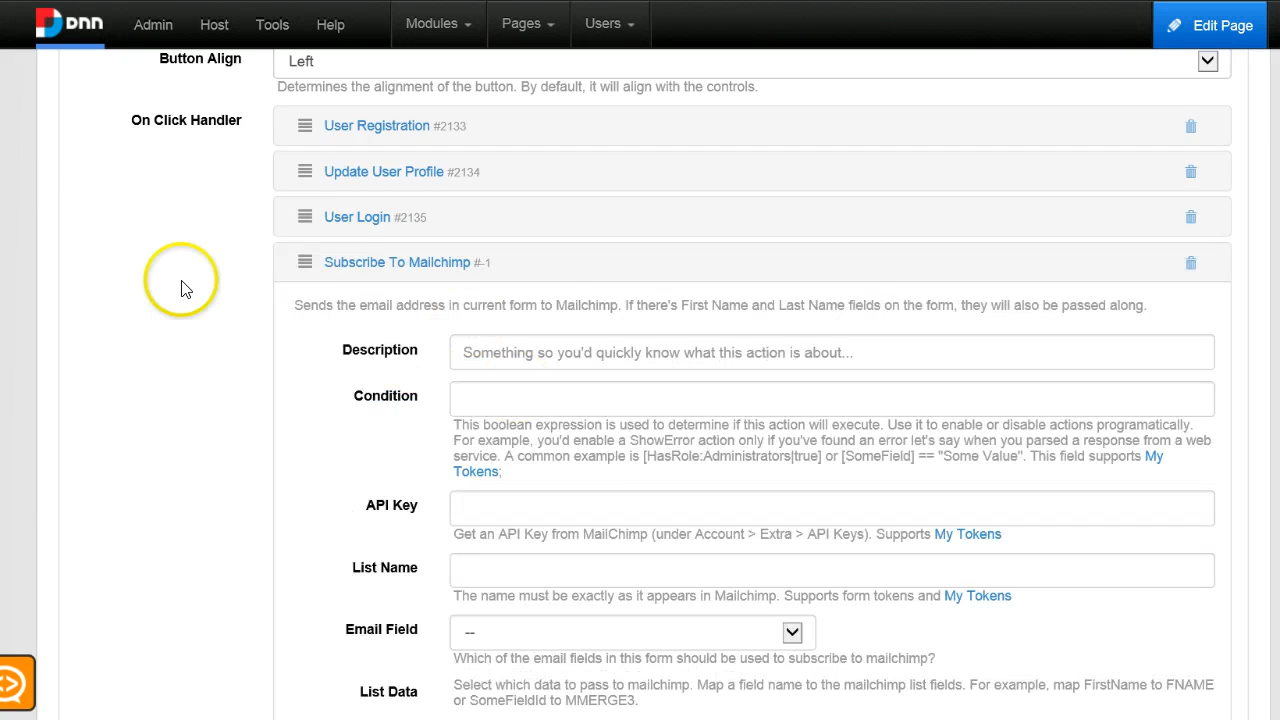 DNN Admin Host Tools Help Modules Pages Users Edit Page
Button Align Left
Determines the alignment of the button. By default, it will align with the controls.
On Click Handler User Registration #2133
Update User Profile #2134
User Login #2135
Subscribe To Mailchimp #-1
Sends the email address in current form to Mailchimp. If there's First Name and Last Name fields on the form, they will also be passed along.
Description Something so you'd quickly know what this action is about...
Condition
This boolean expression is used to determine if this action will execute. Use it to enable or disable actions programatically.
For example, you'd enable a ShowError action only if you've found an error let's say when you parsed a response from a web
service. A common example is [HasRole:Administrators|true] or [SomeField] == "Some Value". This field supports My
Tokens;
API Key
Get an API Key from MailChimp (under Account > Extra > API Keys). Supports My Tokens
List Name
The name must be exactly as it appears in Mailchimp. Supports form tokens and My Tokens
Email Field --
Which of the email fields in this form should be used to subscribe to mailchimp?
List Data Select which data to pass to mailchimp. Map a field name to the mailchimp list fields. For example, map FirstName to FNAME
or SomeFieldId to MMERGE3.